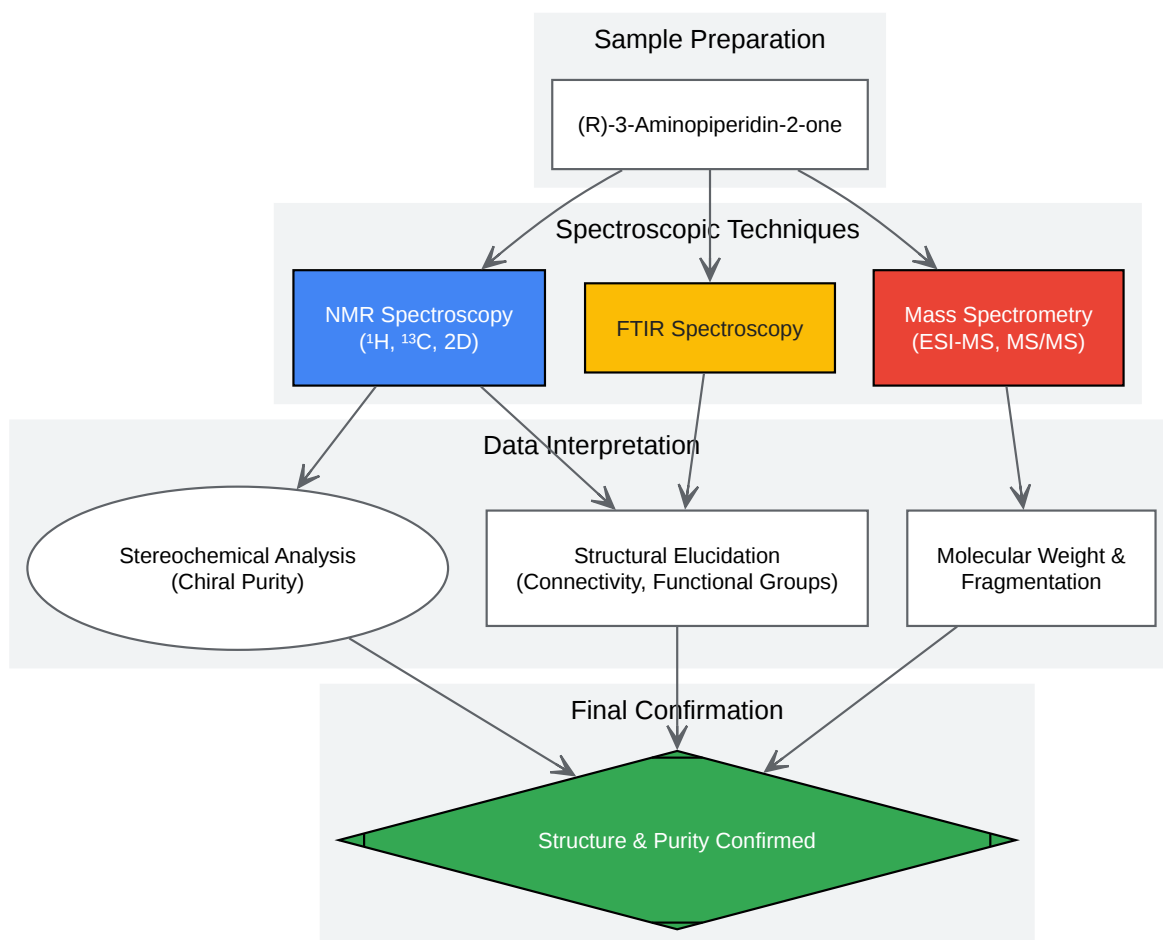 Sample Preparation
(R)-3-Aminopiperidin-2-one
Spectroscopic Techniques
NMR Spectroscopy
(¹H, ¹³C, 2D)
FTIR Spectroscopy
Mass Spectrometry
(ESI-MS, MS/MS)
Data Interpretation
Stereochemical Analysis
(Chiral Purity)
Structural Elucidation
(Connectivity, Functional Groups)
Molecular Weight &
Fragmentation
Final Confirmation
Structure & Purity Confirmed